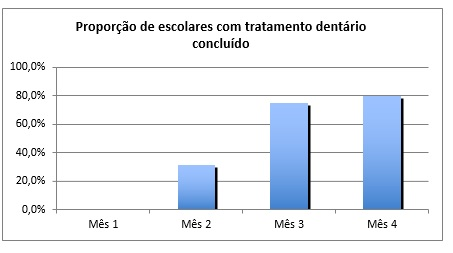 Proporção de escolares com tratamento dentário
concluído
100,0%
80,0%
60,0%
40,0%
20,0%
0,0%
Mês 1 Mês 2 Mês 3 Mês 4